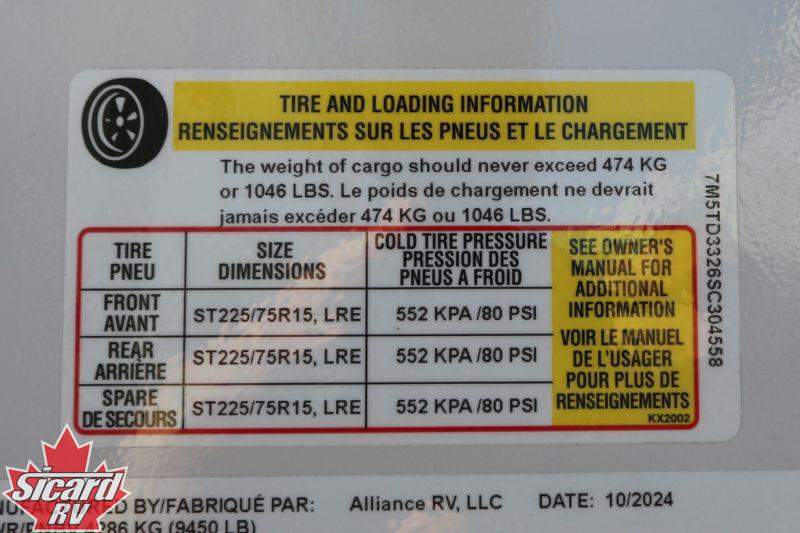 TIRE AND LOADING INFORMATION
RENSEIGNEMENTS SUR LES PNEUS ET LE CHARGEMENT
The weight of cargo should never exceed 474 KG
or 1046 LBS. Le poids de chargement ne devrait
jamais excéder 474 KG ou 1046 LBS.
TIRE
PNEU
SIZE
DIMENSIONS
COLD TIRE PRESSURE
PRESSION DES
PNEUS A FROID
FRONT
AVANT
ST225/75R15, LRE
552 KPA /80 PSI
REAR
ARRIÈRE
ST225/75R15, LRE
552 KPA /80 PSI
SPARE
DE SECOURS
ST225/75R15, LRE
552 KPA /80 PSI
SEE OWNER'S
MANUAL FOR
ADDITIONAL
INFORMATION
VOIR LE MANUEL
DE L'USAGER
POUR PLUS DE
RENSEIGNEMENTS
KX2002
7M5TD3326SC304558
BY/FABRIQUÉ PAR: Alliance RV, LLC DATE: 10/2024
KG (9450 LB)
Sicard
RV